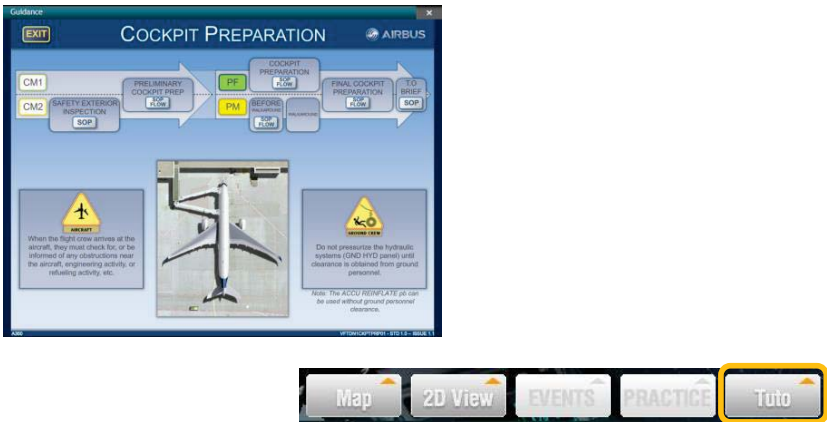 Guidance
EXIT
COCKPIT PREPARATION
AIRBUS
CM1
CM2
SAFETY EXTERIOR
INSPECTION
SOP
PRELIMINARY
COCKPIT PREP
SOP
FLOW
PF
PM
COCKPIT
PREPARATION
SOP
FLOW
BEFORE
WALKAROUND
SOP
FLOW
WALKAROUND
FINAL COCKPIT
PREPARATION
SOP
FLOW
T.O
BRIEF
SOP
AIRCRAFT
When the flight crew arrives at the
aircraft, they must check for, or be
informed of any obstructions near
the aircraft, engineering activity, or
refueling activity, etc.
GROUND CREW
Do not pressurize the hydraulic
systems (GND HYD panel) until
clearance is obtained from ground
personnel.
Note: The ACCU REINFLATE pb can
be used without ground personnel
clearance.
Map
2D View
EVENTS
PRACTICE
Tuto